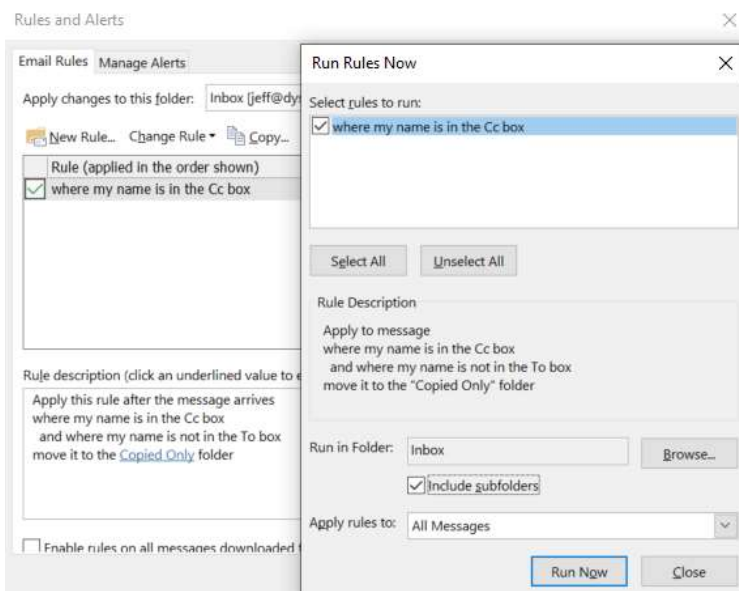 Rules and Alerts
Email Rules
Manage Alerts
Apply changes to this folder: Inbox [jeff@dys
New Rule... Change Rule Copy...
Rule (applied in the order shown)
where my name is in the Cc box
Rule description (click an underlined value to e
Apply this rule after the message arrives
where my name is in the Cc box
and where my name is not in the To box
move it to the Copied Only folder
Enable rules on all messages downloaded f
Run Rules Now
Select rules to run:
where my name is in the Cc box
Select All
Unselect All
Rule Description
Apply to message
where my name is in the Cc box
and where my name is not in the To box
move it to the "Copied Only" folder
Run in Folder: Inbox
Browse...
Include subfolders
Apply rules to: All Messages
Run Now
Close